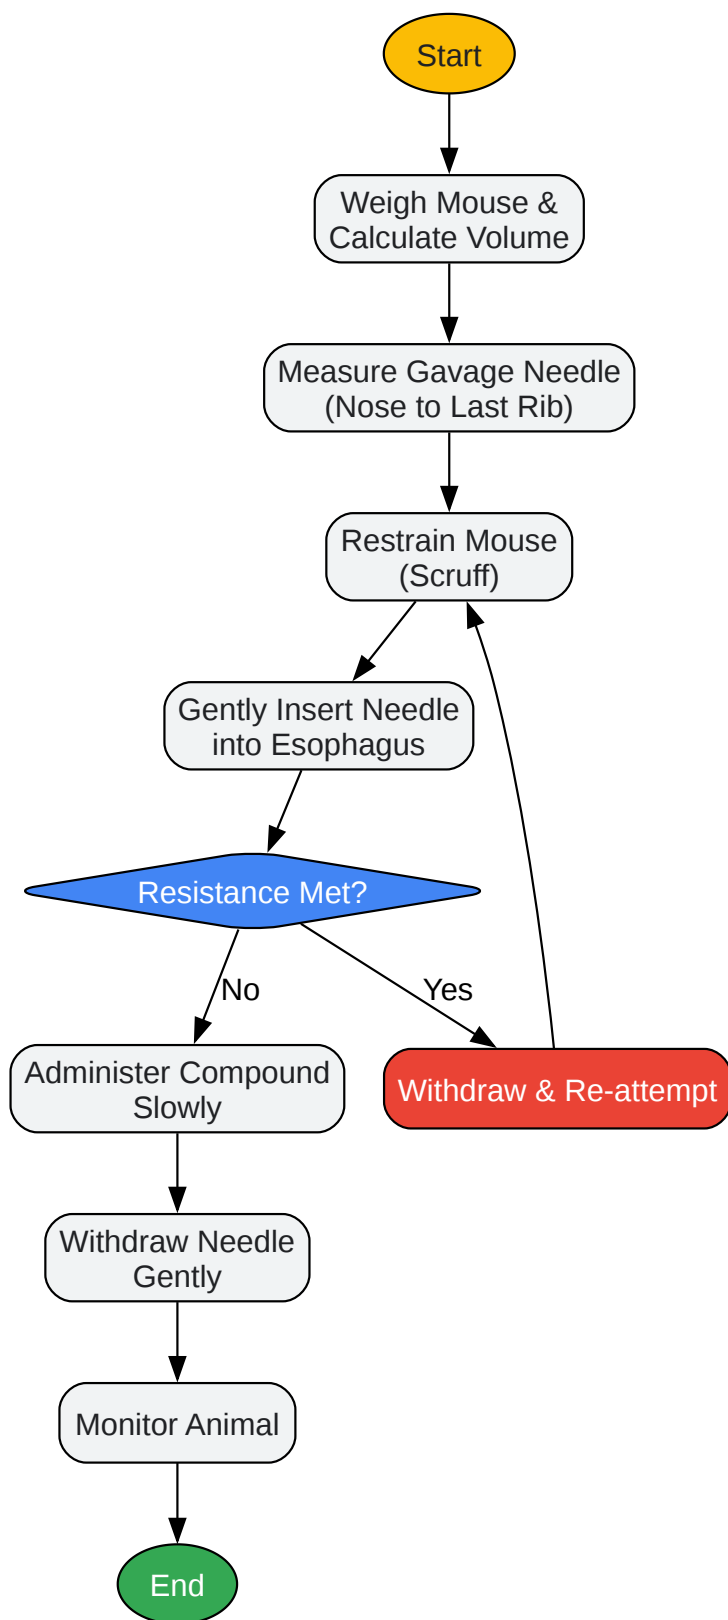 Start
Weigh Mouse &
Calculate Volume
Measure Gavage Needle
(Nose to Last Rib)
Restrain Mouse
(Scruff)
Gently Insert Needle
into Esophagus
Resistance Met?
No
Yes
Administer Compound
Slowly
Withdraw & Re-attempt
Withdraw Needle
Gently
Monitor Animal
End